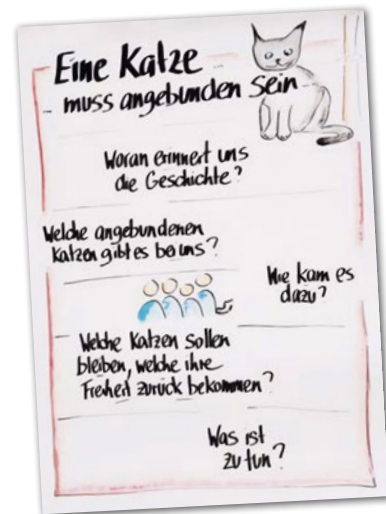 Eine Katze
muss angebunden sein
Woran erinnert uns
die Geschichte?
Welche angebundenen
Katzen gibt es bei uns?
Wie kam es
dazu?
Welche Katzen sollen
bleiben, welche ihre
Freiheit zurück bekommen?
Was ist
zu tun?